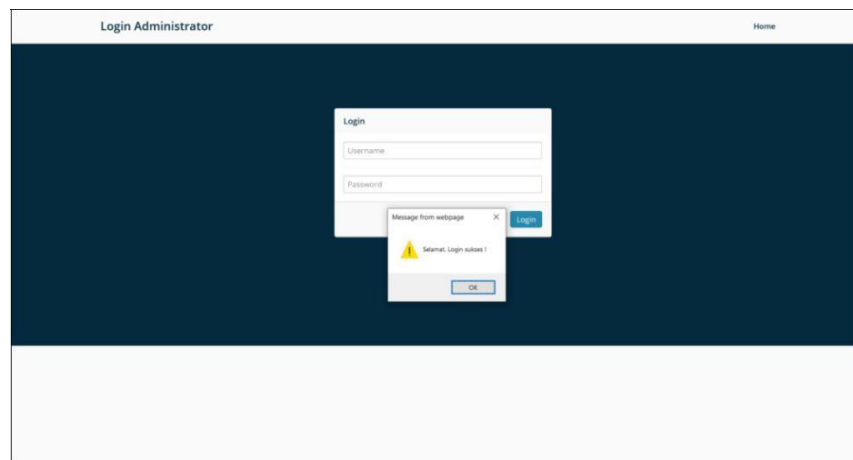 Login Administrator
Home
Login
Username
Password
Message from webpage
Login
Selamat. Login sukses !
OK